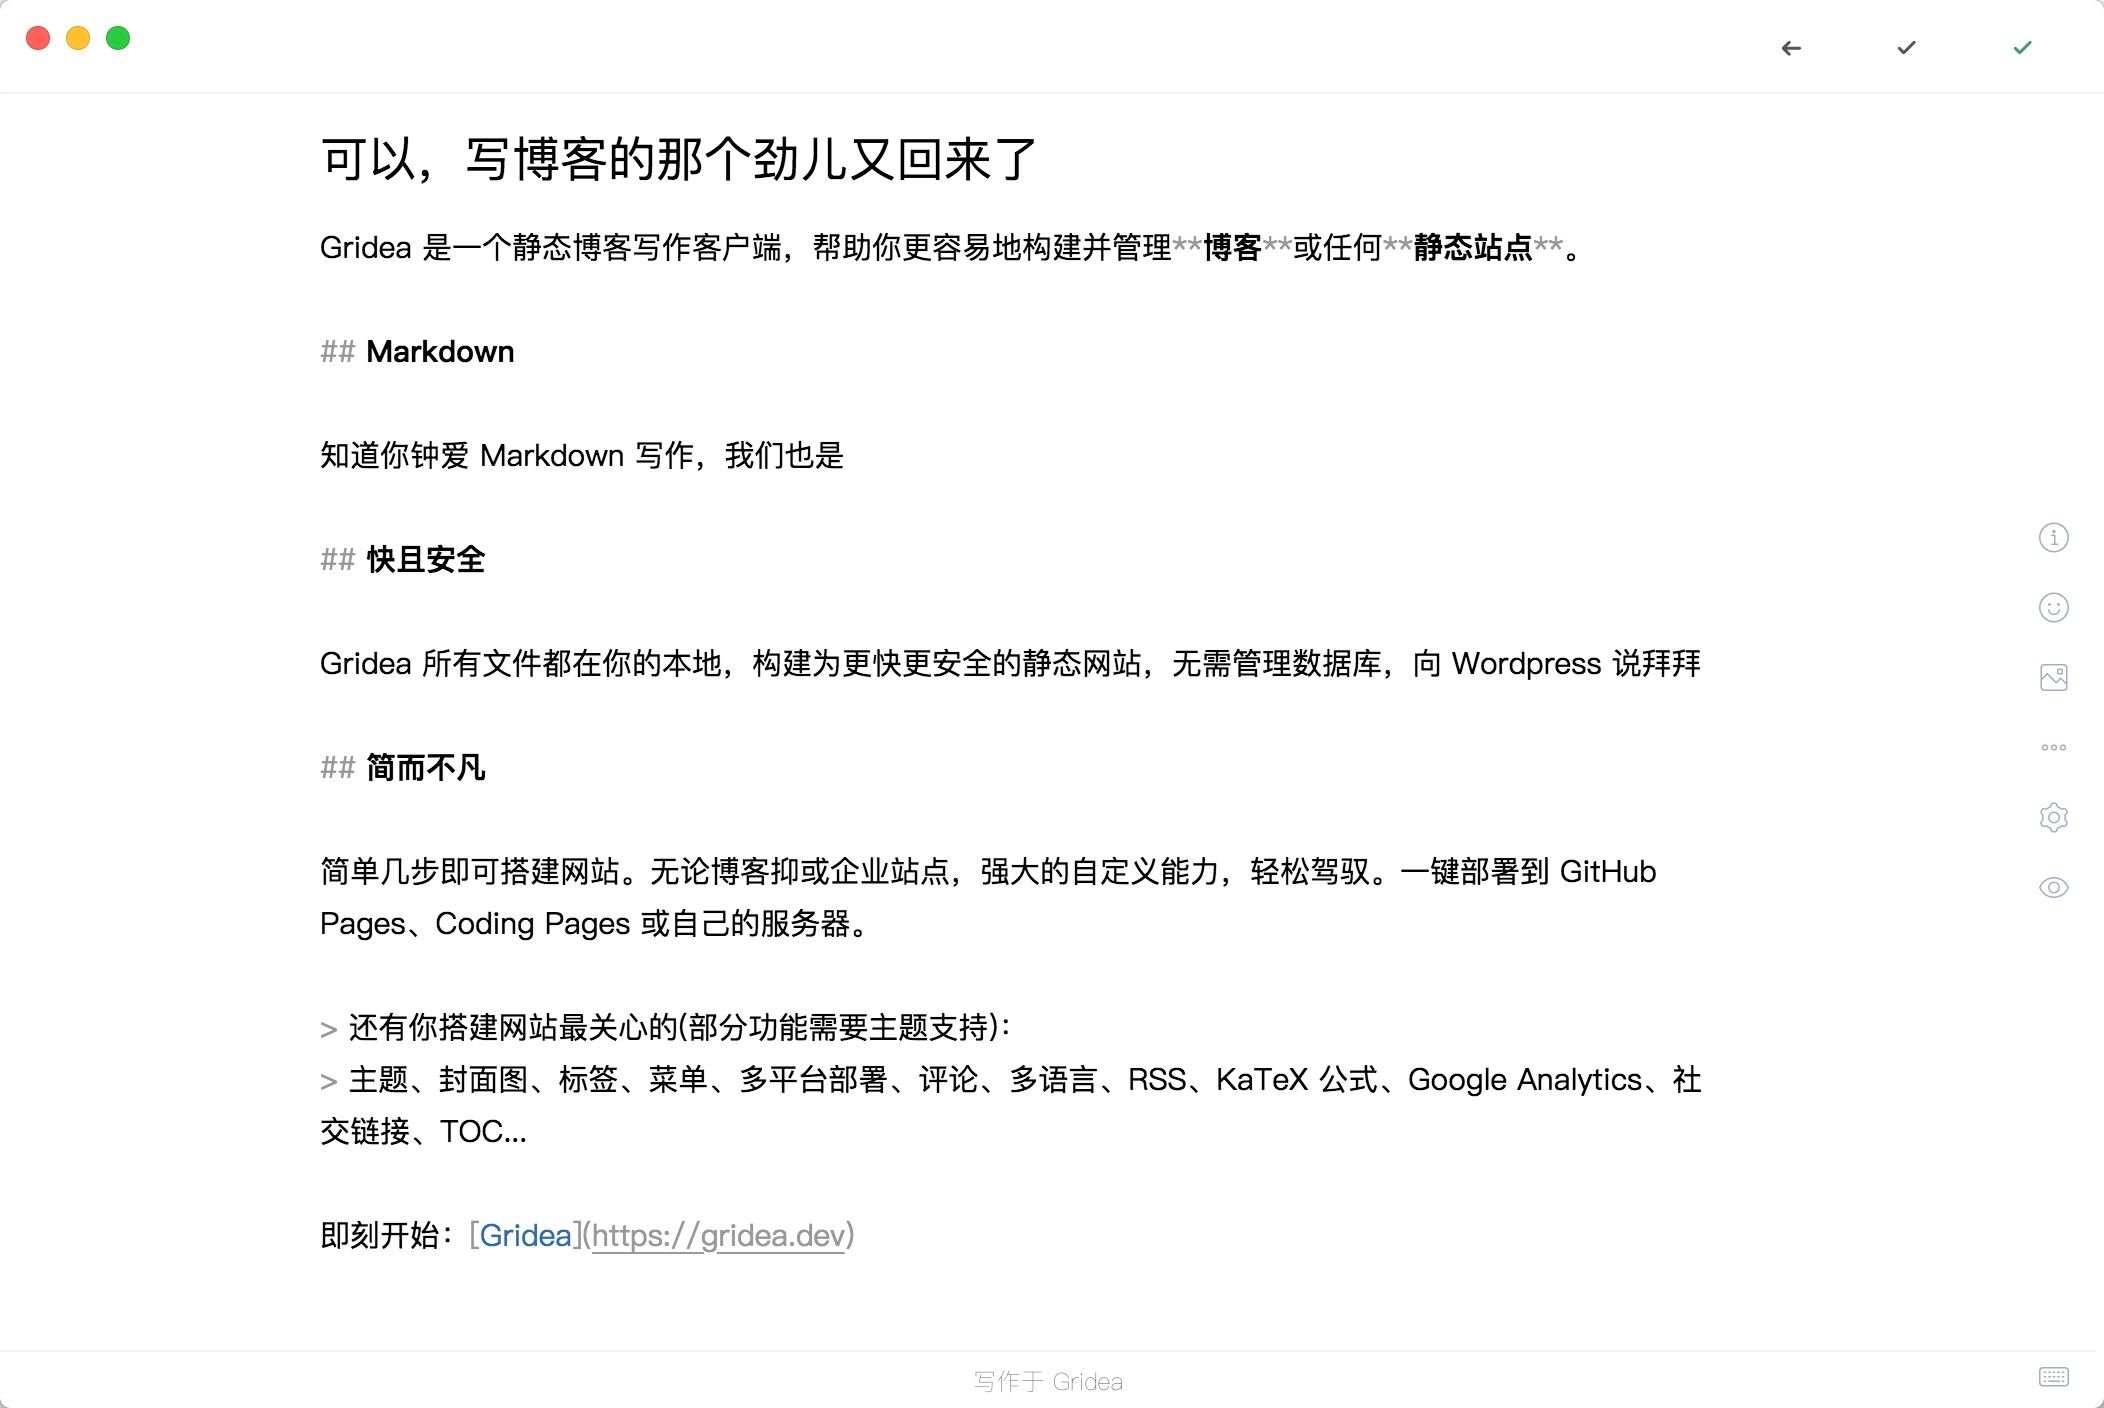 可以，写博客的那个劲儿又回来了
Gridea 是一个静态博客写作客户端，帮助你更容易地构建并管理**博客**或任何**静态站点**。
## Markdown
知道你钟爱 Markdown 写作，我们也是
## 快且安全
Gridea 所有文件都在你的本地，构建为更快更安全的静态网站，无需管理数据库，向 Wordpress 说拜拜
## 简而不凡
简单几步即可搭建网站。无论博客抑或企业站点，强大的自定义能力，轻松驾驭。一键部署到 GitHub
Pages、Coding Pages 或自己的服务器。
> 还有你搭建网站最关心的(部分功能需要主题支持)：
> 主题、封面图、标签、菜单、多平台部署、评论、多语言、RSS、KaTeX 公式、Google Analytics、社
交链接、TOC...
即刻开始：[Gridea](https://gridea.dev)
写作于 Gridea